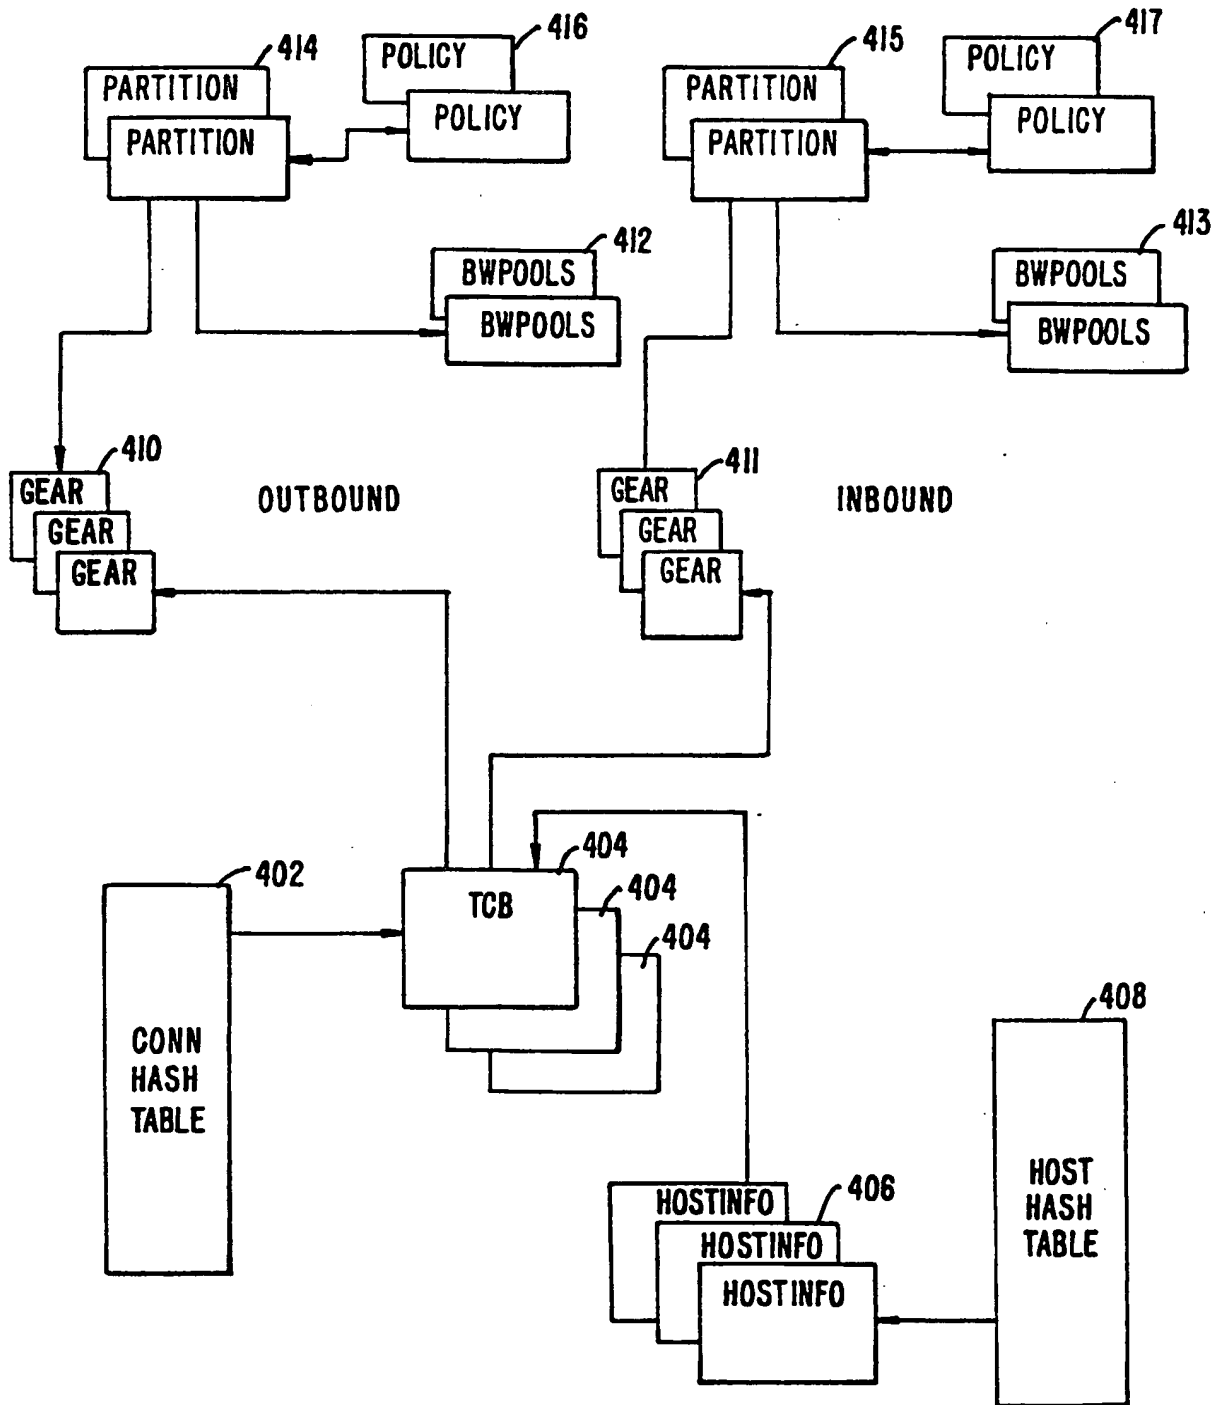 414
PARTITION
PARTITION
416
POLICY
POLICY
415
PARTITION
PARTITION
417
POLICY
POLICY
412
BWPOOLS
BWPOOLS
413
BWPOOLS
BWPOOLS
410
GEAR
GEAR
GEAR
OUTBOUND
411
GEAR
GEAR
GEAR
INBOUND
402
CONN
HASH
TABLE
404
TCB
404
404
408
HOST
HASH
TABLE
406
HOSTINFO
HOSTINFO
HOSTINFO